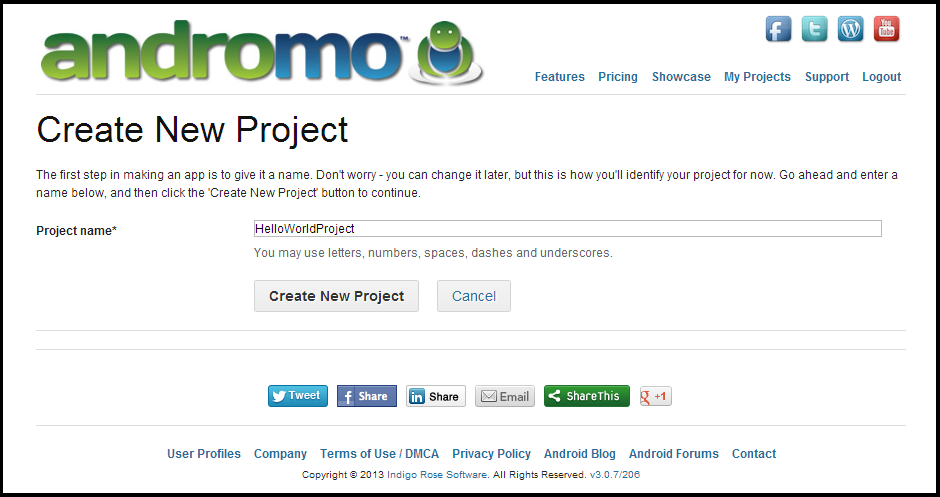 andromo™
f t W You Tube
Features Pricing Showcase My Projects Support Logout
Create New Project
The first step in making an app is to give it a name. Don't worry - you can change it later, but this is how you'll identify your project for now. Go ahead and enter a
name below, and then click the 'Create New Project' button to continue.
Project name* HelloWorldProject
You may use letters, numbers, spaces, dashes and underscores.
Create New Project Cancel
Tweet f Share in Share Email ShareThis g +1
User Profiles Company Terms of Use / DMCA Privacy Policy Android Blog Android Forums Contact
Copyright © 2013 Indigo Rose Software. All Rights Reserved. v3.0.7/206